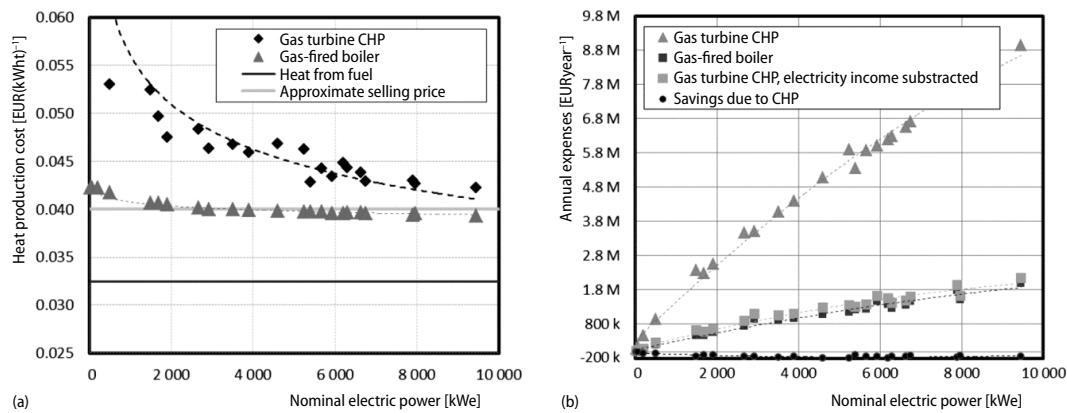 Heat production cost [EUR(kWht)⁻¹]
0.060
0.055
0.050
0.045
0.040
0.035
0.030
0.025
Gas turbine CHP
Gas-fired boiler
Heat from fuel
Approximate selling price
0 2 000 4 000 6 000 8 000 10 000
(a) Nominal electric power [kWe]
Annual expenses [EURyear⁻¹]
9.8 M
8.8 M
7.8 M
6.8 M
5.8 M
4.8 M
3.8 M
2.8 M
1.8 M
800 k
-200 k
Gas turbine CHP
Gas-fired boiler
Gas turbine CHP, electricity income substracted
Savings due to CHP
0 2 000 4 000 6 000 8 000 10 000
(b) Nominal electric power [kWe]